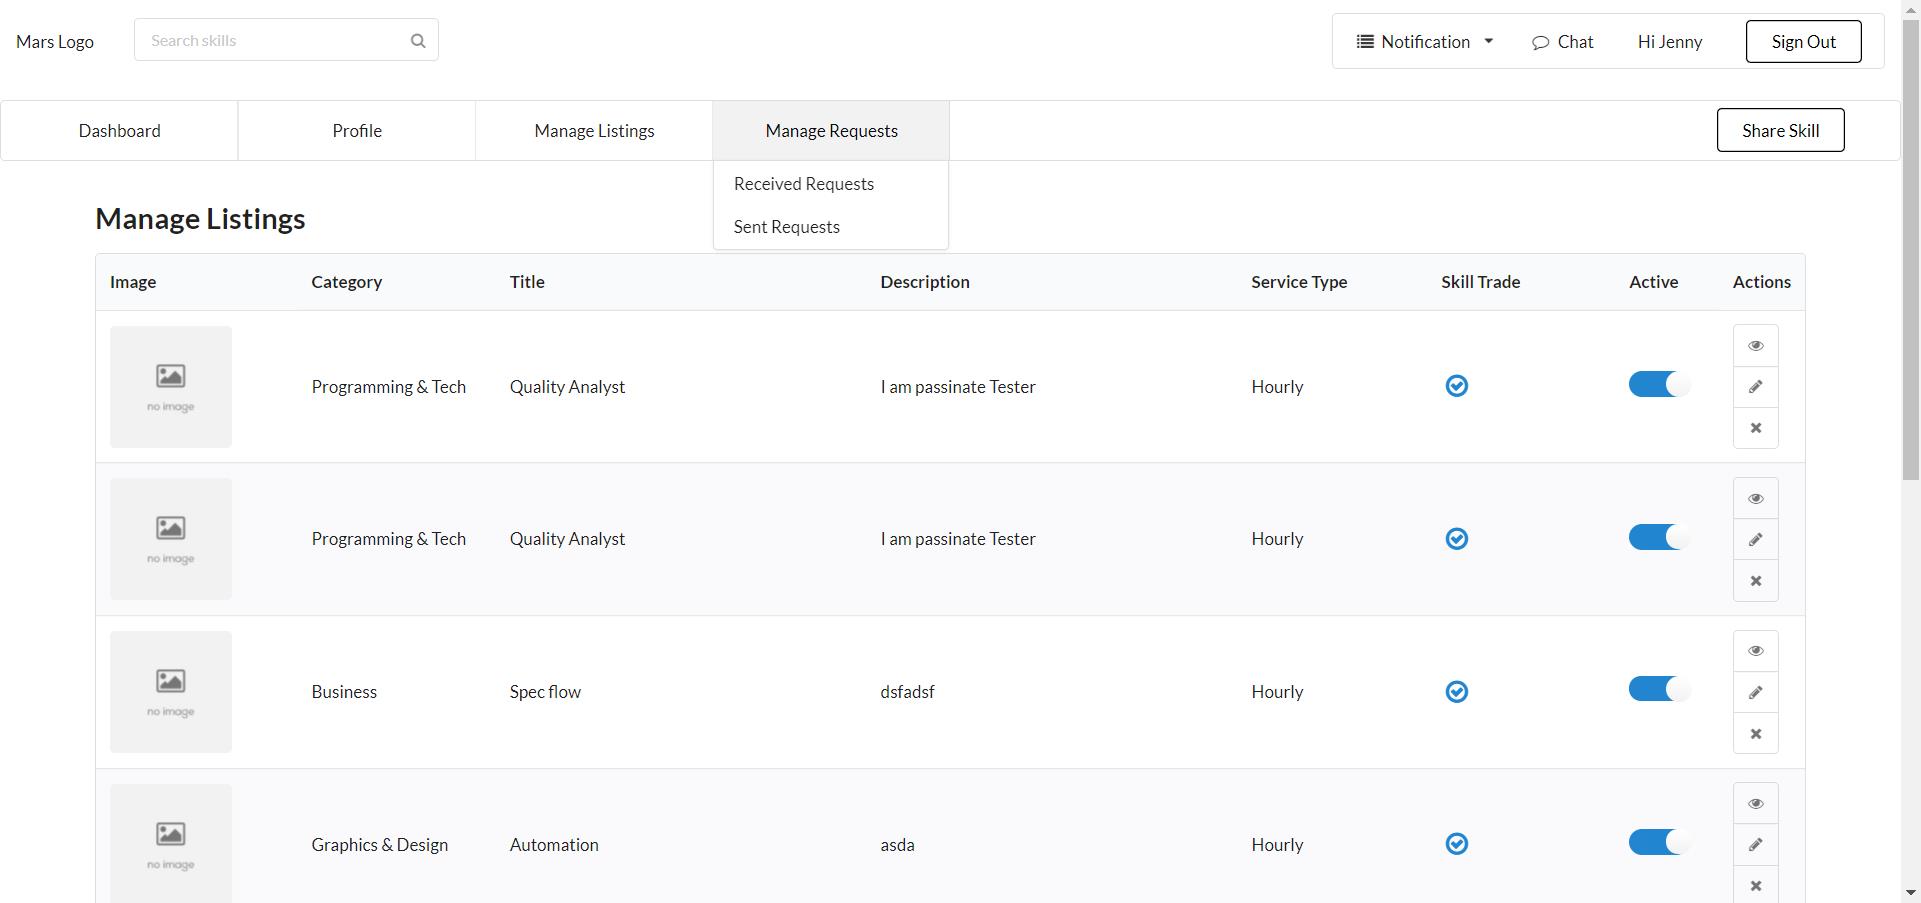 Mars Logo
Search skills
Notification
Chat
Hi Jenny
Sign Out
Dashboard
Profile
Manage Listings
Manage Requests
Share Skill
Received Requests
Sent Requests
Manage Listings
Image Category Title Description Service Type Skill Trade Active Actions
no image
Programming & Tech Quality Analyst I am passinate Tester Hourly
no image
Programming & Tech Quality Analyst I am passinate Tester Hourly
no image
Business Spec flow dsfadsf Hourly
no image
Graphics & Design Automation asda Hourly